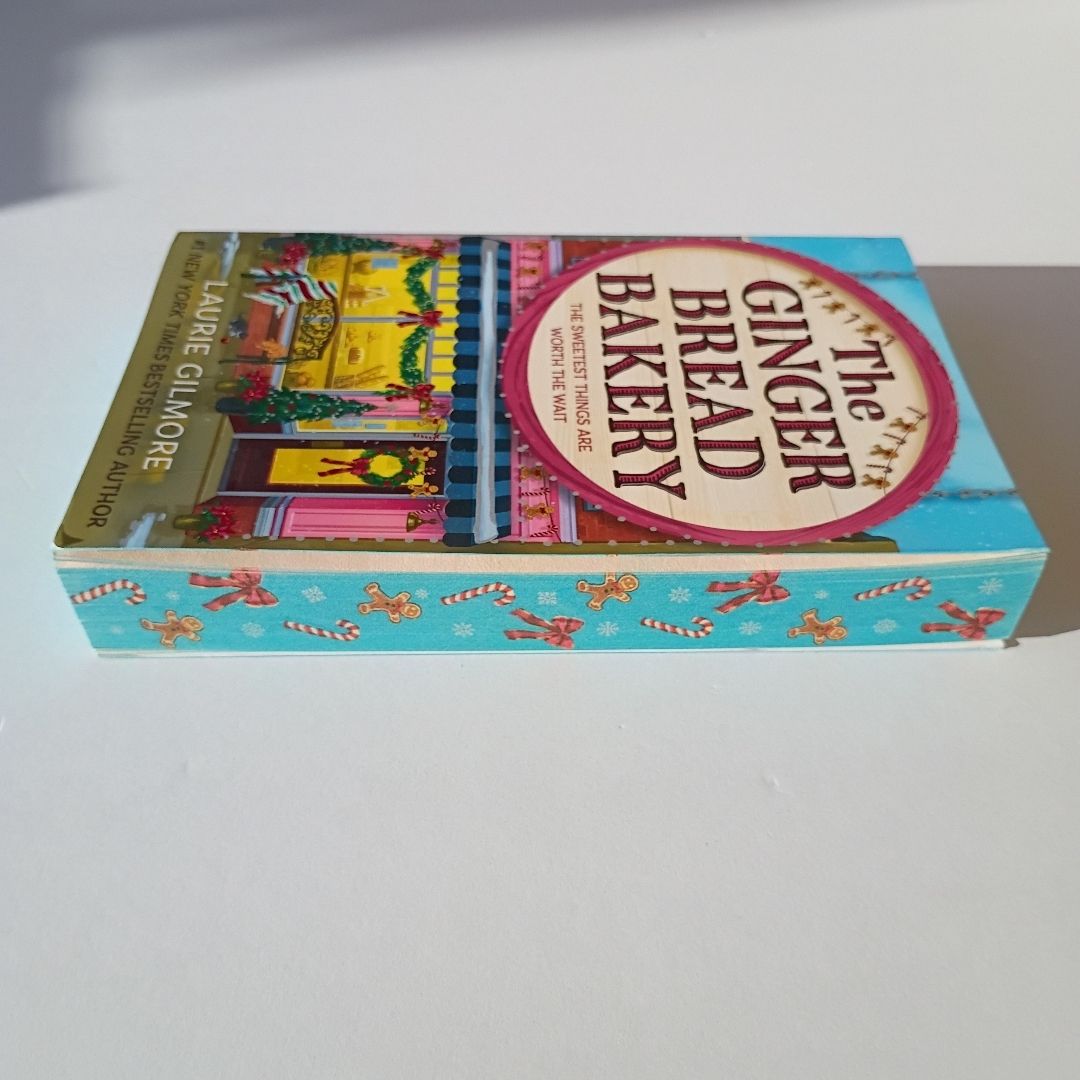 The
GINGER
BREAD
BAKERY
THE SWEETEST THINGS ARE
WORTH THE WAIT
LAURIE GILMORE
#1 NEW YORK TIMES BESTSELLING AUTHOR